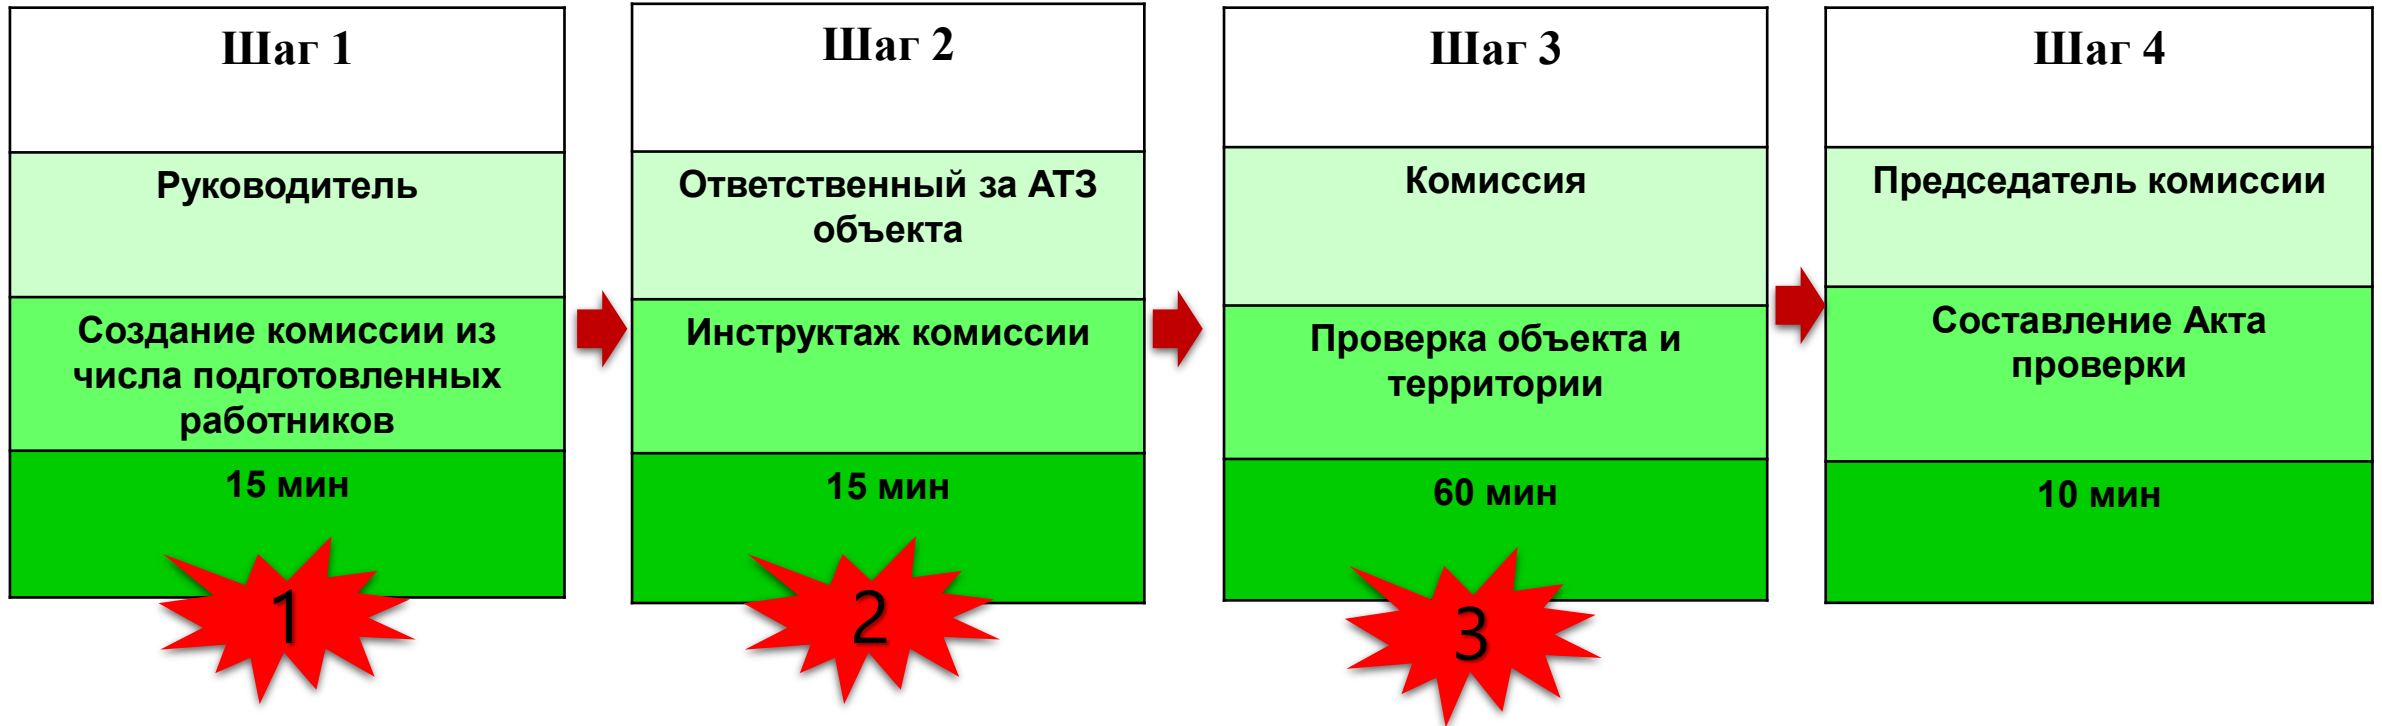 Шаг 1
Руководитель
Создание комиссии из
числа подготовленных
работников
15 мин
1
Шаг 2
Ответственный за АТЗ
объекта
Инструктаж комиссии
15 мин
2
Шаг 3
Комиссия
Проверка объекта и
территории
60 мин
3
Шаг 4
Председатель комиссии
Составление Акта
проверки
10 мин